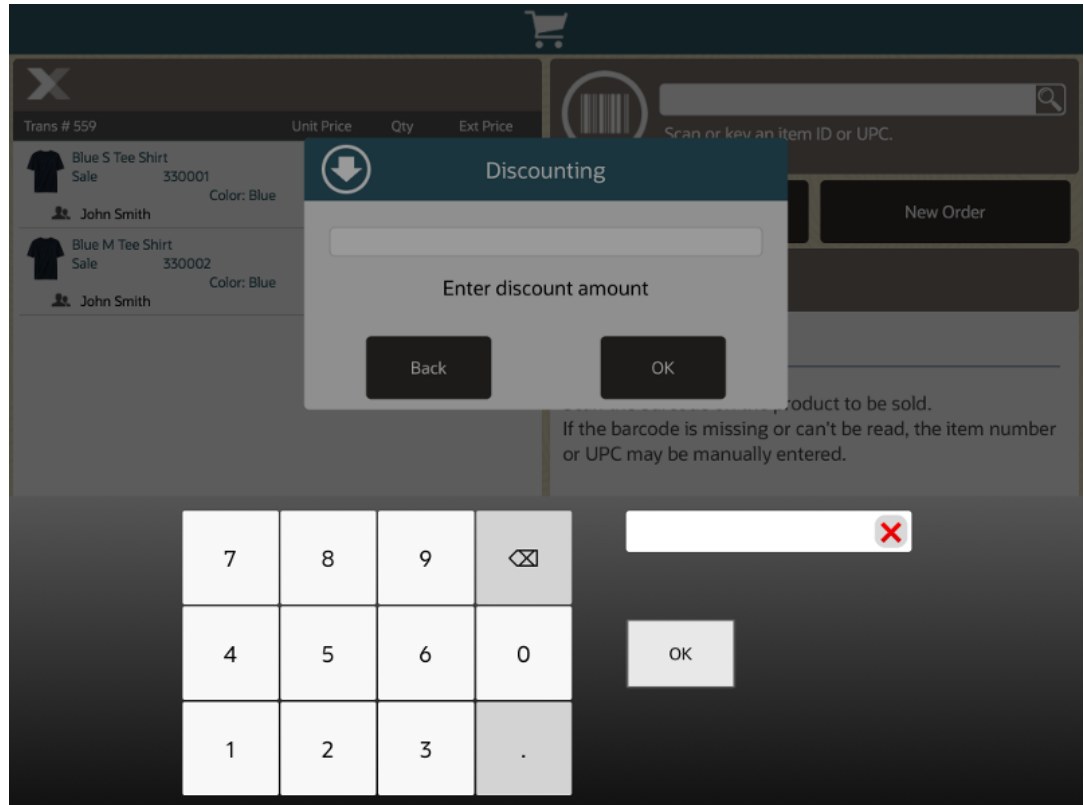 Trans # 559 Unit Price Qty Ext Price
Blue S Tee Shirt
Sale 330001
Color: Blue
John Smith
Blue M Tee Shirt
Sale 330002
Color: Blue
John Smith
Scan or key an item ID or UPC.
New Order
Discounting
Enter discount amount
Back OK
product to be sold.
If the barcode is missing or can't be read, the item number
or UPC may be manually entered.
7 8 9
4 5 6 0
1 2 3 .
OK